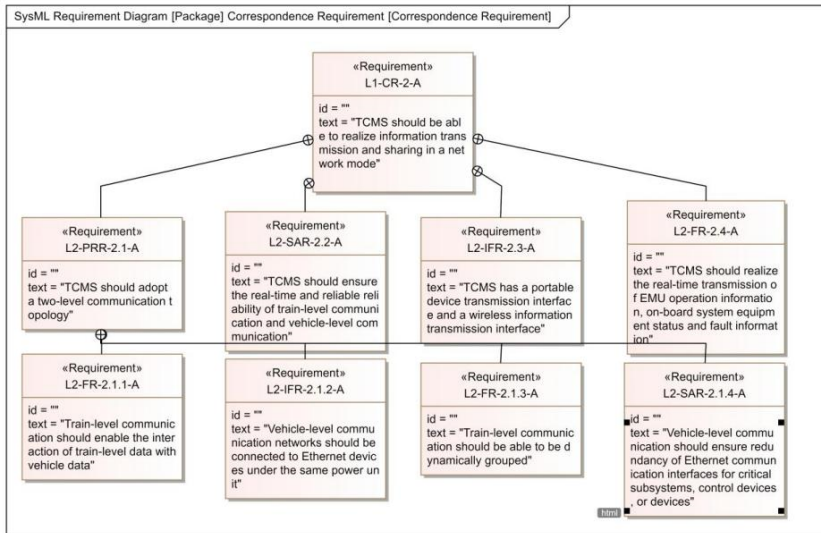 SysML Requirement Diagram [Package] Correspondence Requirement [Correspondence Requirement]
«Requirement»
L1-CR-2-A
id = ""
text = "TCMS should be abl
e to realize information trans
mission and sharing in a net
work mode"
«Requirement»
L2-PRR-2.1-A
id = ""
text = "TCMS should adopt
a two-level communication t
opology"
«Requirement»
L2-SAR-2.2-A
id = ""
text = "TCMS should ensure
the real-time and reliable reli
ability of train-level communi
cation and vehicle-level com
munication"
«Requirement»
L2-IFR-2.3-A
id = ""
text = "TCMS has a portable
device transmission interfac
e and a wireless information
transmission interface"
«Requirement»
L2-FR-2.4-A
id = ""
text = "TCMS should realize
the real-time transmission o
f EMU operation informatio
n, on-board system equipm
ent status and fault informat
ion"
«Requirement»
L2-FR-2.1.1-A
id = ""
text = "Train-level communic
ation should enable the inter
action of train-level data with
vehicle data"
«Requirement»
L2-IFR-2.1.2-A
id = ""
text = "Vehicle-level commu
nication networks should be
connected to Ethernet devic
es under the same power un
it"
«Requirement»
L2-FR-2.1.3-A
id = ""
text = "Train-level communic
ation should be able to be d
ynamically grouped"
«Requirement»
L2-SAR-2.1.4-A
id = ""
text = "Vehicle-level commu
nication should ensure redu
ndancy of Ethernet commun
ication interfaces for critical
subsystems, control devices
, or devices"
html